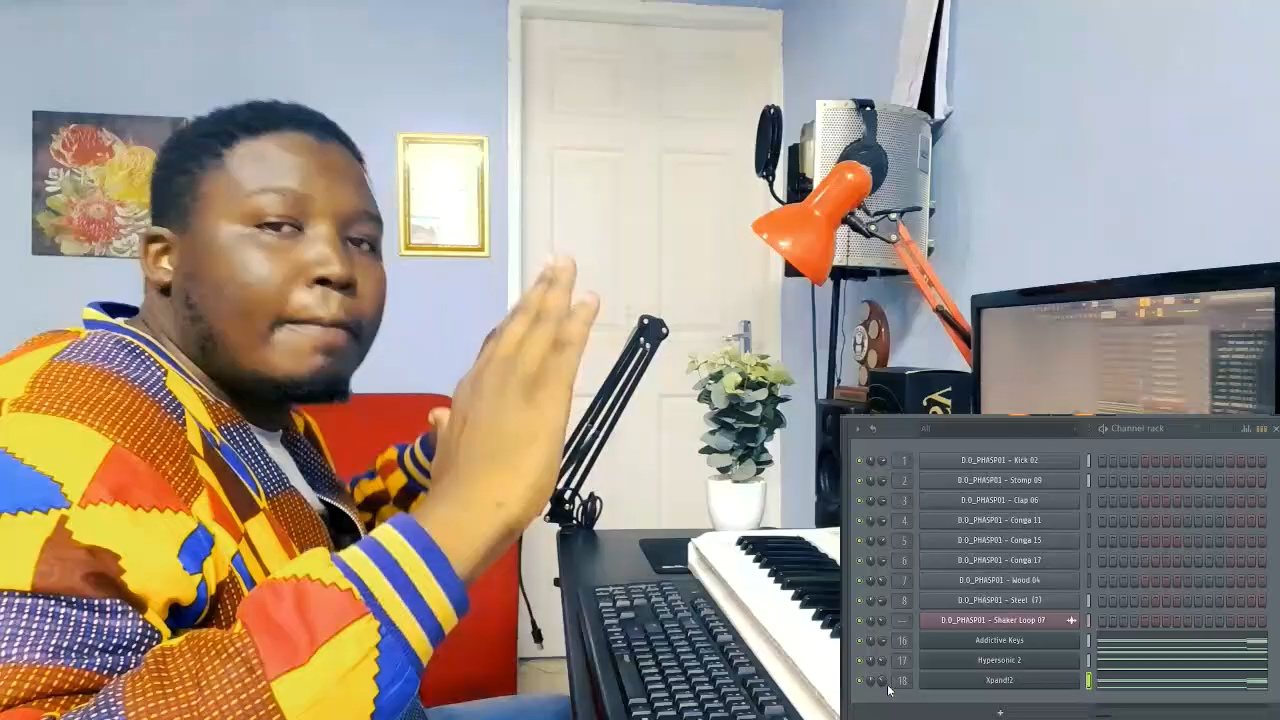 All
Channel rack
1 D.O_PHASP01 - Kick 02
2 D.O_PHASP01 - Stomp 09
3 D.O_PHASP01 - Clap 06
4 D.O_PHASP01 - Conga 11
5 D.O_PHASP01 - Conga 15
6 D.O_PHASP01 - Conga 17
7 D.O_PHASP01 - Wood 04
8 D.O_PHASP01 - Steel (7)
D.O_PHASP01 - Shaker Loop 07
16 Addictive Keys
17 Hypersonic 2
18 Xpand!2